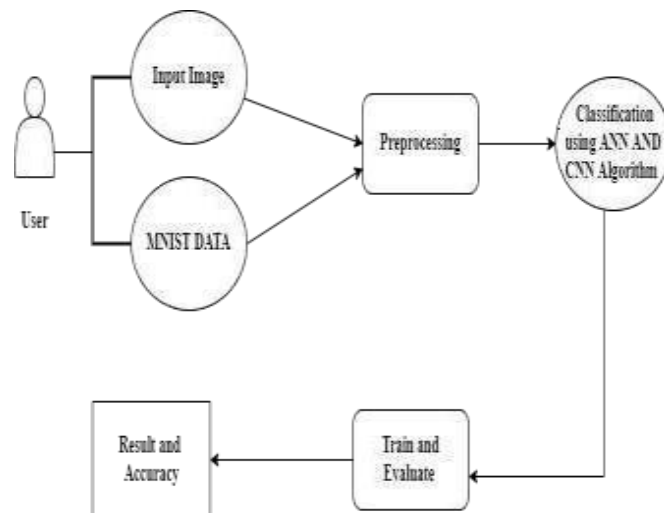 Input Image
User
MNIST DATA
Preprocessing
Classification
using ANN AND
CNN Algorithm
Train and
Evaluate
Result and
Accuracy